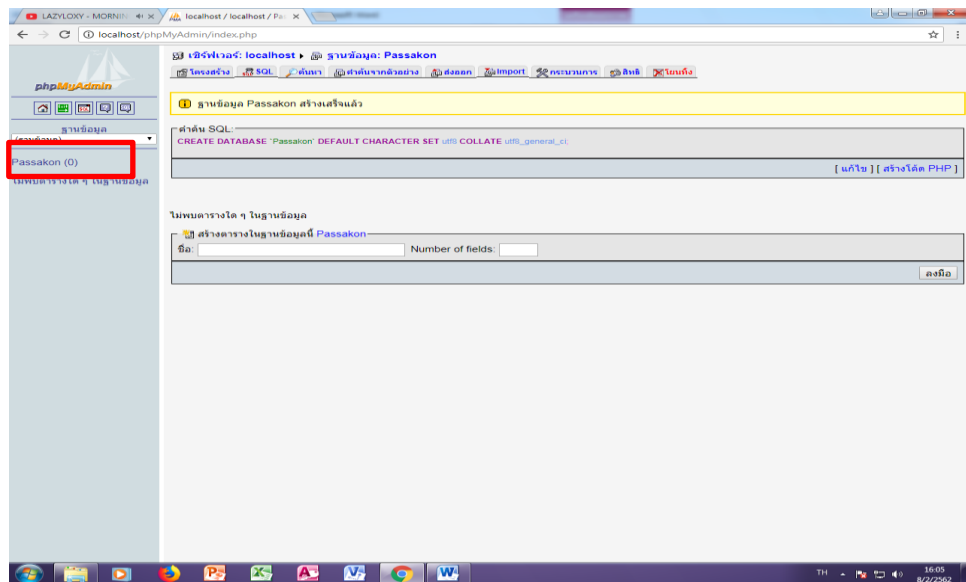 LAZYLOXY - MORNI
localhost / localhost / Pas
localhost/phpMyAdmin/index.php
phpMyAdmin
ฐานข้อมูล
(ฐานข้อมูล)
Passakon (0)
ไม่พบตารางใด ๆ ในฐานข้อมูล
เซิร์ฟเวอร์: localhost ▸ ฐานข้อมูล: Passakon
โครงสร้าง SQL ค้นหา คำค้นจากตัวอย่าง ส่งออก Import กระบวนการ สิทธิ โยนทิ้ง
ฐานข้อมูล Passakon สร้างเสร็จแล้ว
คำค้น SQL:
CREATE DATABASE `Passakon` DEFAULT CHARACTER SET utf8 COLLATE utf8_general_ci;
[ แก้ไข ] [ สร้างโค้ด PHP ]
ไม่พบตารางใด ๆ ในฐานข้อมูล
สร้างตารางในฐานข้อมูลนี้ Passakon
ชื่อ: Number of fields:
ลงมือ
TH 16:05
8/2/2562